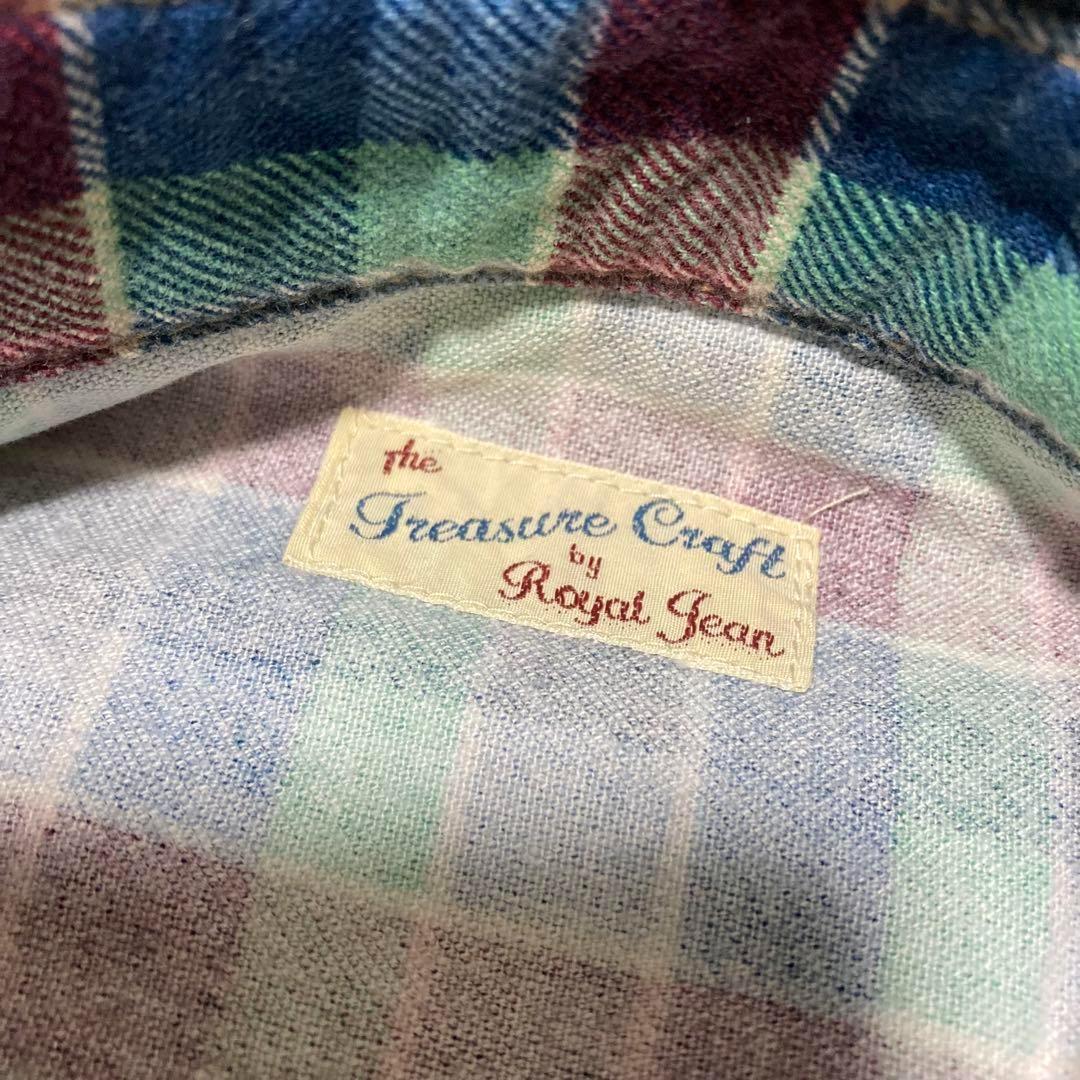 The
Treasure Craft
by
Royal Jean